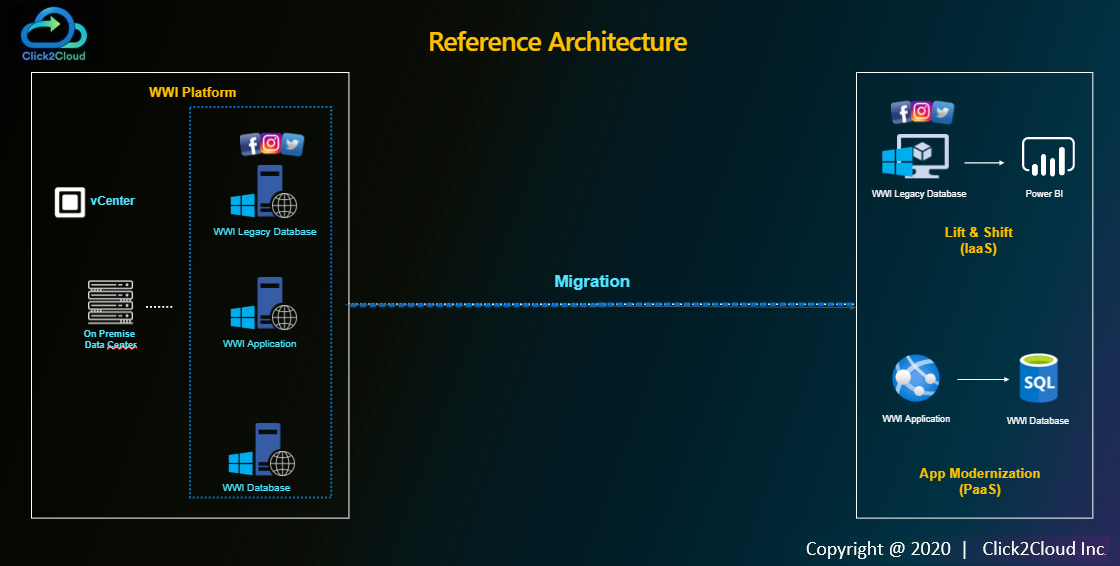 Click2Cloud
Reference Architecture
WWI Platform
vCenter
On Premise
Data Center
WWI Legacy Database
WWI Application
WWI Database
Migration
WWI Legacy Database
Power BI
Lift & Shift
(IaaS)
SQL
WWI Application
WWI Database
App Modernization
(PaaS)
Copyright @ 2020 | Click2Cloud Inc.